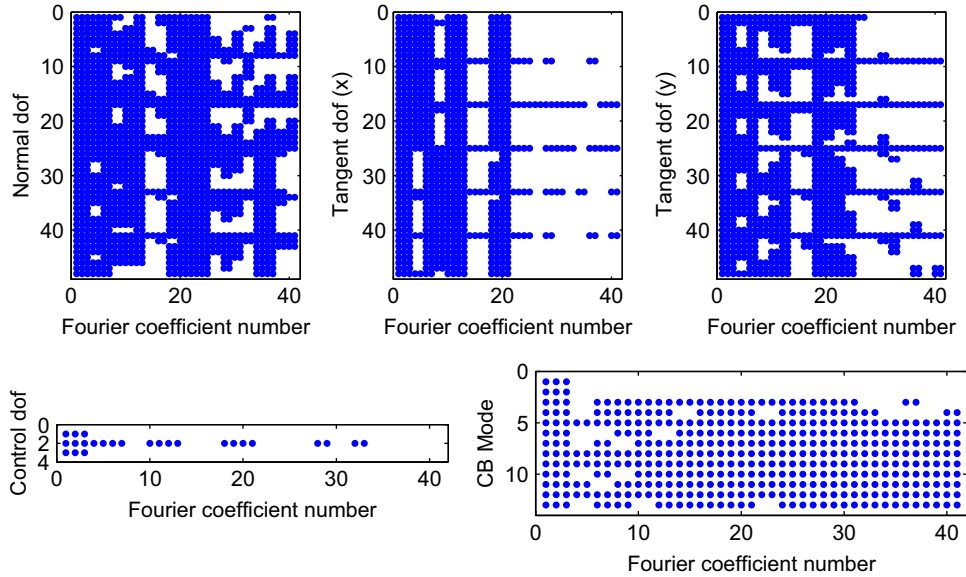 Normal dof
0
10
20
30
40
0 20 40
Fourier coefficient number
Tangent dof (x)
0
10
20
30
40
0 20 40
Fourier coefficient number
Tangent dof (y)
0
10
20
30
40
0 20 40
Fourier coefficient number
Control dof
0
2
4
0 10 20 30 40
Fourier coefficient number
CB Mode
0
5
10
0 10 20 30 40
Fourier coefficient number